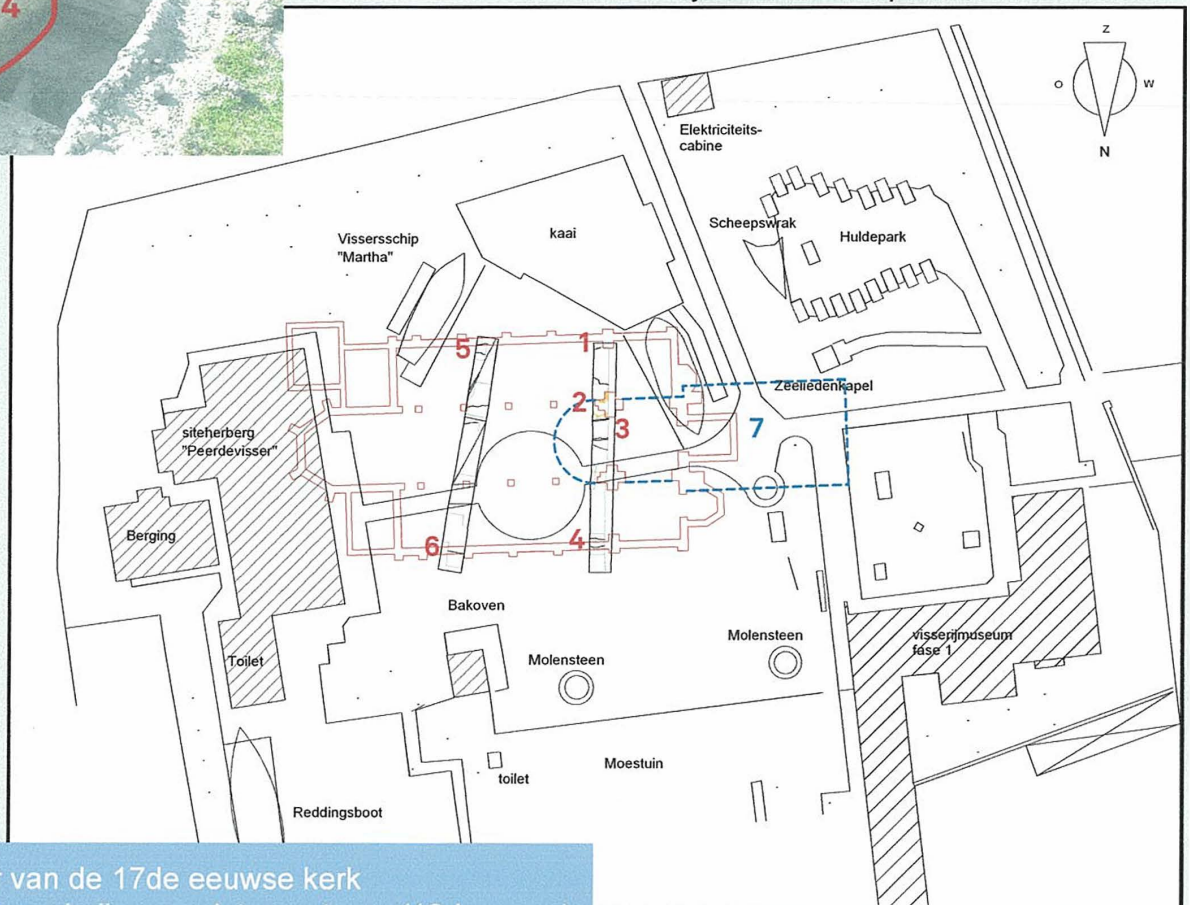 4
z
o
w
N
Elektriciteits-
cabine
Scheepswrak
Huldepark
kaai
Vissersschip
"Martha"
5
1
Zeeliedenkapel
2
3
7
siteherberg
"Peerdevisser"
Berging
6
4
Bakoven
Molensteen
visserijmuseum
fase 1
Toilet
Molensteen
Moestuin
toilet
Reddingsboot
van de 17de eeuwse kerk